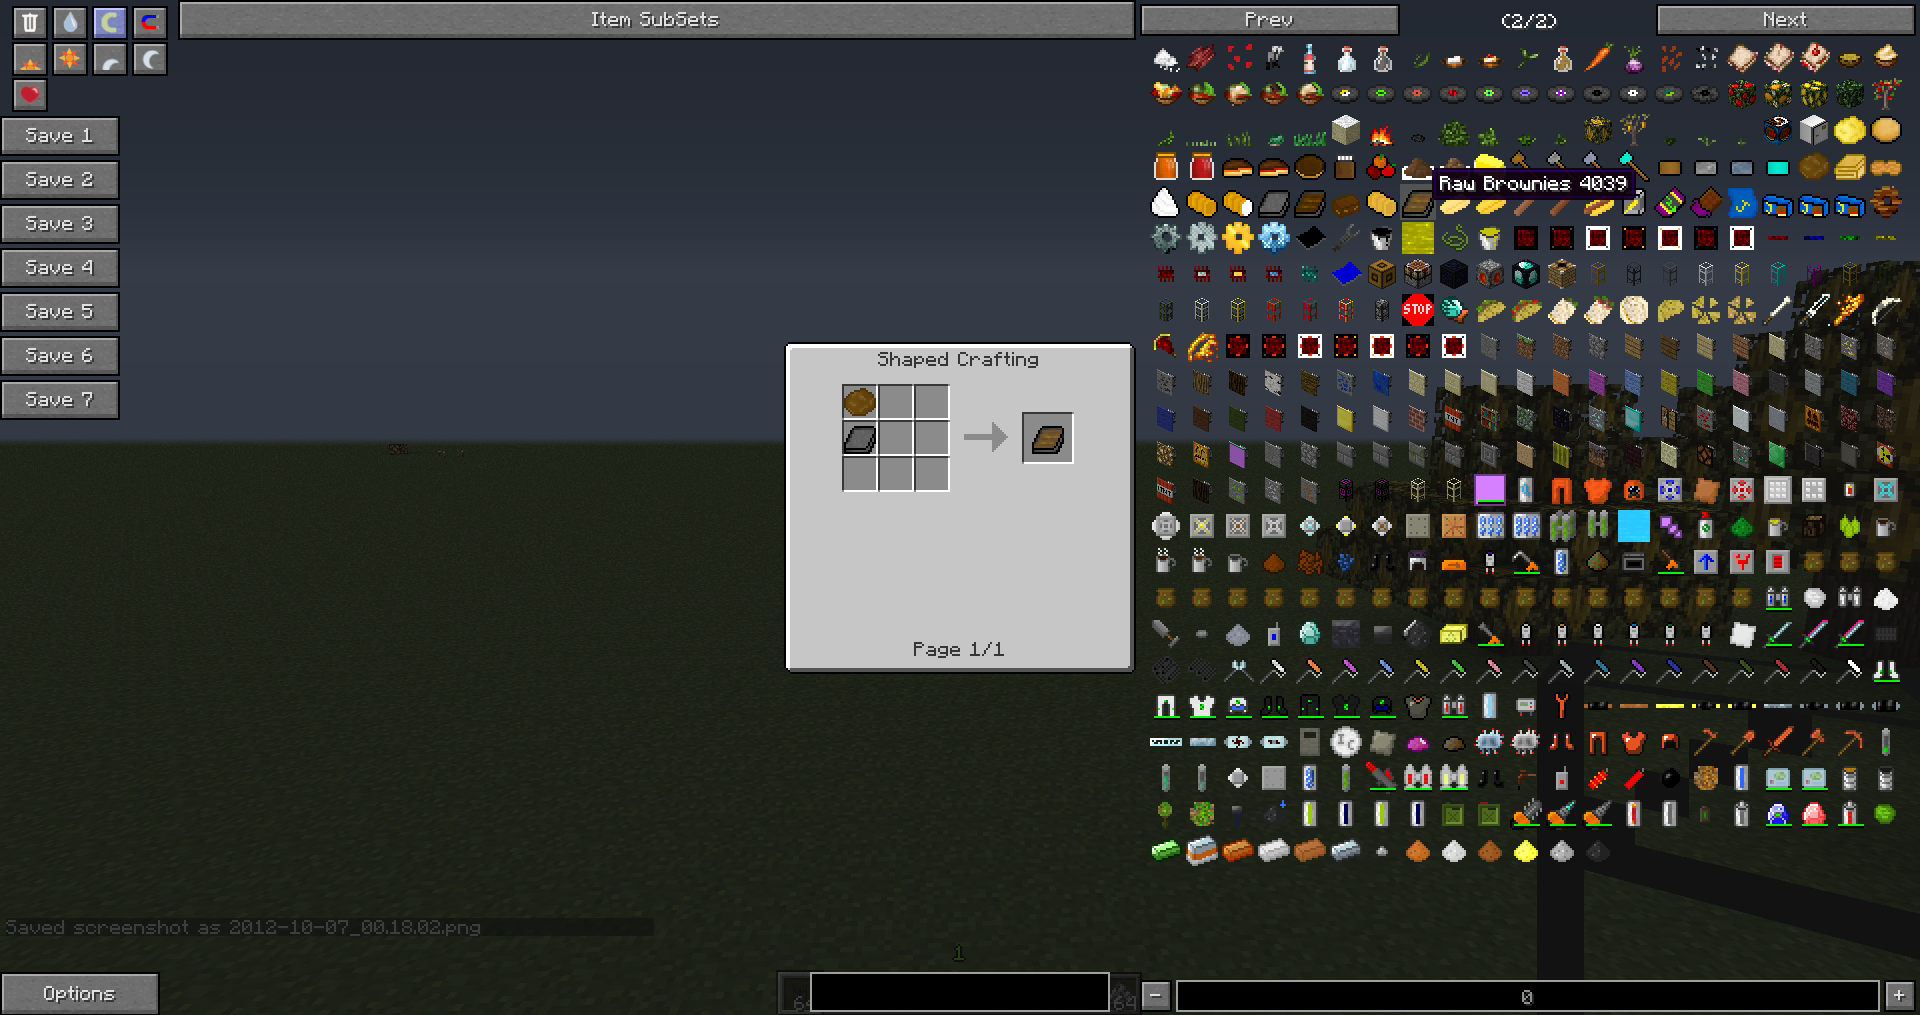 Item SubSets
Prev
(2/2)
Next
Save 1
Save 2
Save 3
Save 4
Save 5
Save 6
Save 7
Raw Brownies 4039
STOP
Shaped Crafting
Page 1/1
Saved screenshot as 2012-10-07_00.18.02.png
1
Options
64
64
-
0
+